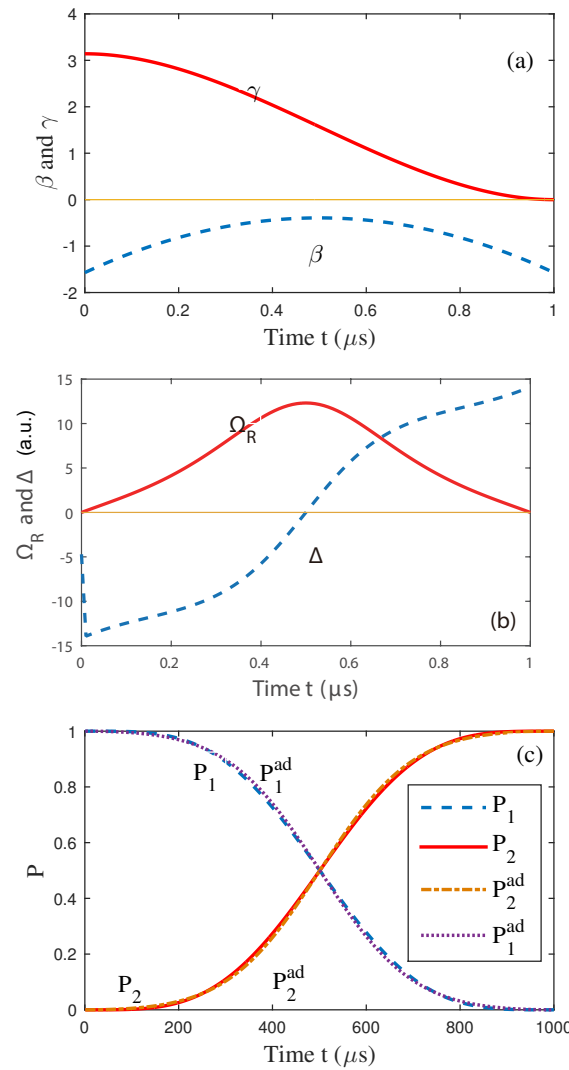 4
3
2
1
0
-1
-2
β and γ
(a)
γ
β
0
0.2
0.4
0.6
0.8
1
Time t (μs)
15
10
5
0
-5
-10
-15
Ω_R and Δ (a.u.)
Ω_R
Δ
(b)
0
0.2
0.4
0.6
0.8
1
Time t (μs)
1
0.8
0.6
0.4
0.2
0
P
(c)
P_1
P_1^ad
P_1
P_2
P_2^ad
P_1^ad
P_2
P_2^ad
0
200
400
600
800
1000
Time t (μs)